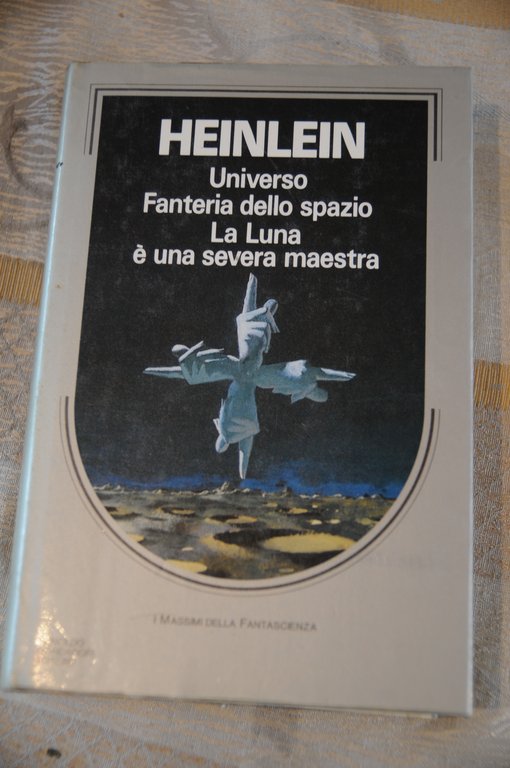 HEINLEIN
Universo
Fanteria dello spazio
La Luna
è una severa maestra
I MASSIMI DELLA FANTASCIENZA